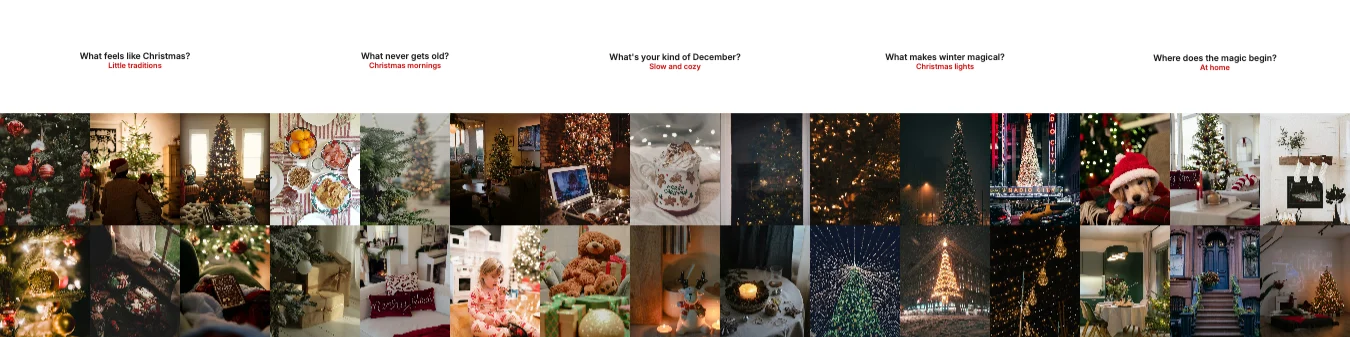 What feels like Christmas?
Little traditions
What never gets old?
Christmas mornings
What's your kind of December?
Slow and cozy
What makes winter magical?
Christmas lights
Where does the magic begin?
At home
RADIO CITY